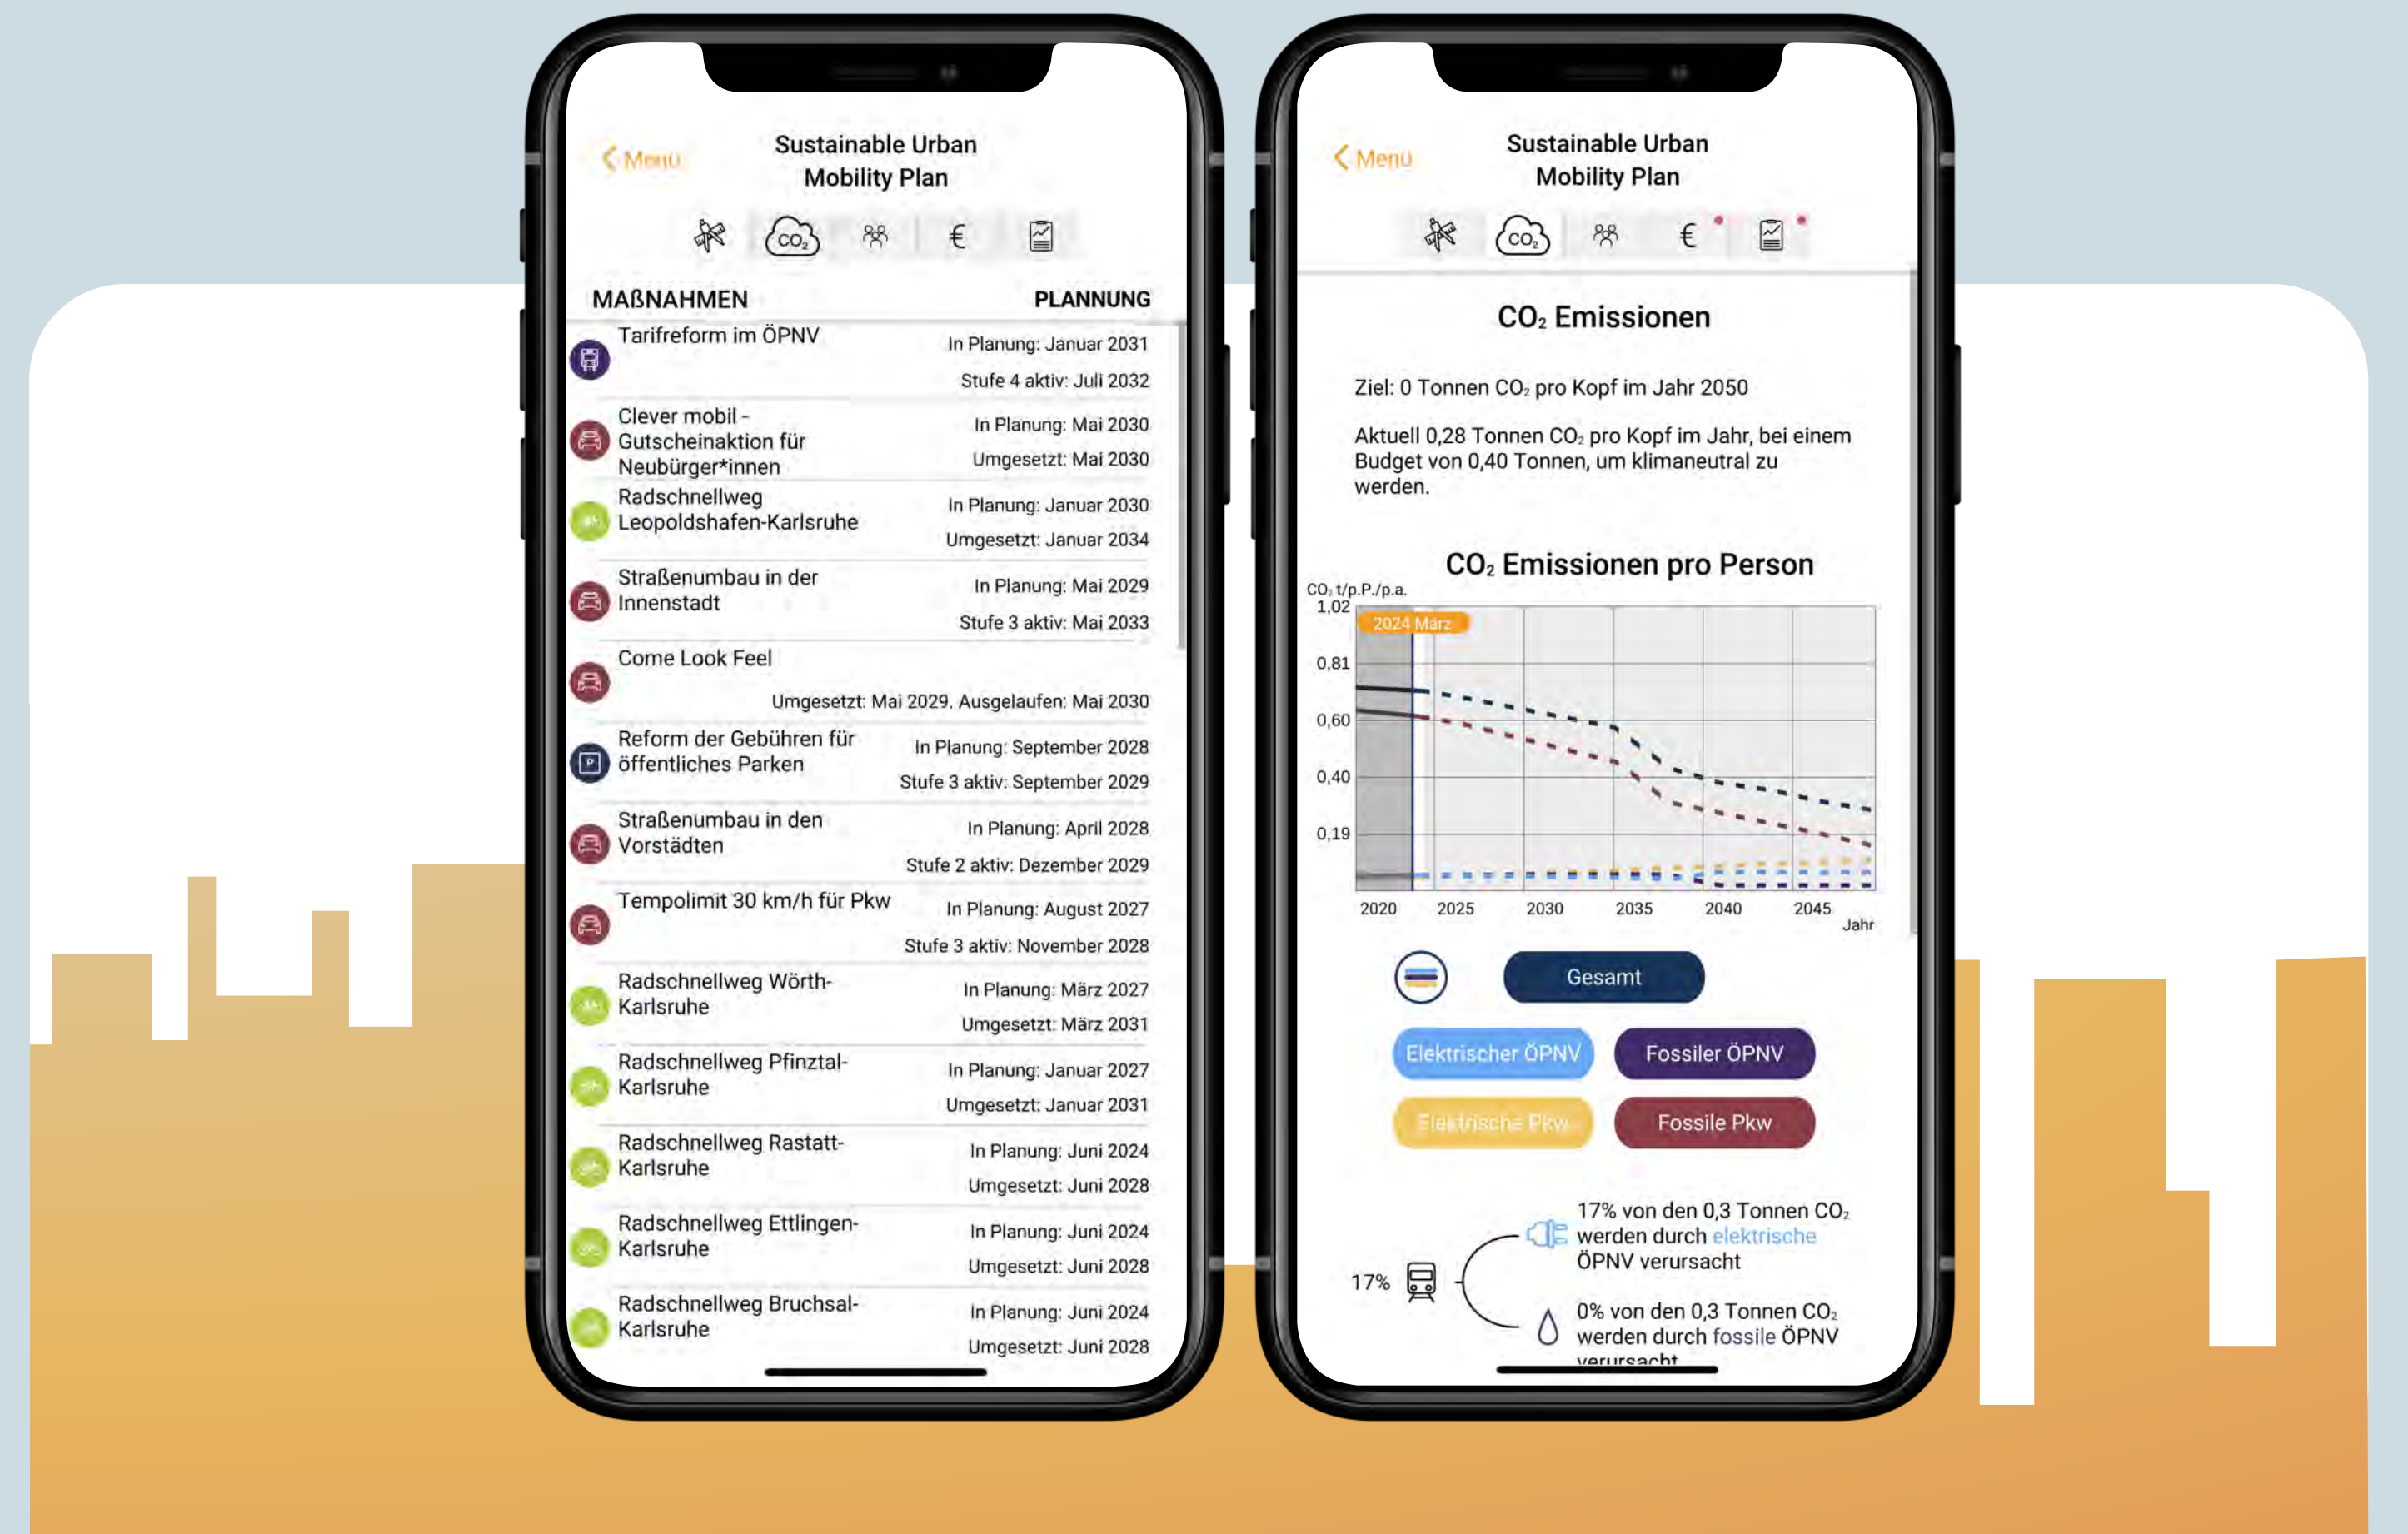 Menü
Sustainable Urban
Mobility Plan
CO₂
€
MAßNAHMEN PLANNUNG
Tarifreform im ÖPNV
In Planung: Januar 2031
Stufe 4 aktiv: Juli 2032
Clever mobil -
Gutscheinaktion für
Neubürger*innen
In Planung: Mai 2030
Umgesetzt: Mai 2030
Radschnellweg
Leopoldshafen-Karlsruhe
In Planung: Januar 2030
Umgesetzt: Januar 2034
Straßenumbau in der
Innenstadt
In Planung: Mai 2029
Stufe 3 aktiv: Mai 2033
Come Look Feel
Umgesetzt: Mai 2029. Ausgelaufen: Mai 2030
P
Reform der Gebühren für
öffentliches Parken
In Planung: September 2028
Stufe 3 aktiv: September 2029
Straßenumbau in den
Vorstädten
In Planung: April 2028
Stufe 2 aktiv: Dezember 2029
Tempolimit 30 km/h für Pkw
In Planung: August 2027
Stufe 3 aktiv: November 2028
Radschnellweg Wörth-
Karlsruhe
In Planung: März 2027
Umgesetzt: März 2031
Radschnellweg Pfinztal-
Karlsruhe
In Planung: Januar 2027
Umgesetzt: Januar 2031
Radschnellweg Rastatt-
Karlsruhe
In Planung: Juni 2024
Umgesetzt: Juni 2028
Radschnellweg Ettlingen-
Karlsruhe
In Planung: Juni 2024
Umgesetzt: Juni 2028
Radschnellweg Bruchsal-
Karlsruhe
In Planung: Juni 2024
Umgesetzt: Juni 2028
Menü
Sustainable Urban
Mobility Plan
CO₂
€
CO₂ Emissionen
Ziel: 0 Tonnen CO₂ pro Kopf im Jahr 2050
Aktuell 0,28 Tonnen CO₂ pro Kopf im Jahr, bei einem
Budget von 0,40 Tonnen, um klimaneutral zu
werden.
CO₂ Emissionen pro Person
CO₂ t/p.P./p.a.
1,02
2024 März
0,81
0,60
0,40
0,19
2020 2025 2030 2035 2040 2045
Jahr
Gesamt
Elektrischer ÖPNV Fossiler ÖPNV
Elektrische Pkw Fossile Pkw
17% von den 0,3 Tonnen CO₂
werden durch elektrische
ÖPNV verursacht
17%
0% von den 0,3 Tonnen CO₂
werden durch fossile ÖPNV
verursacht